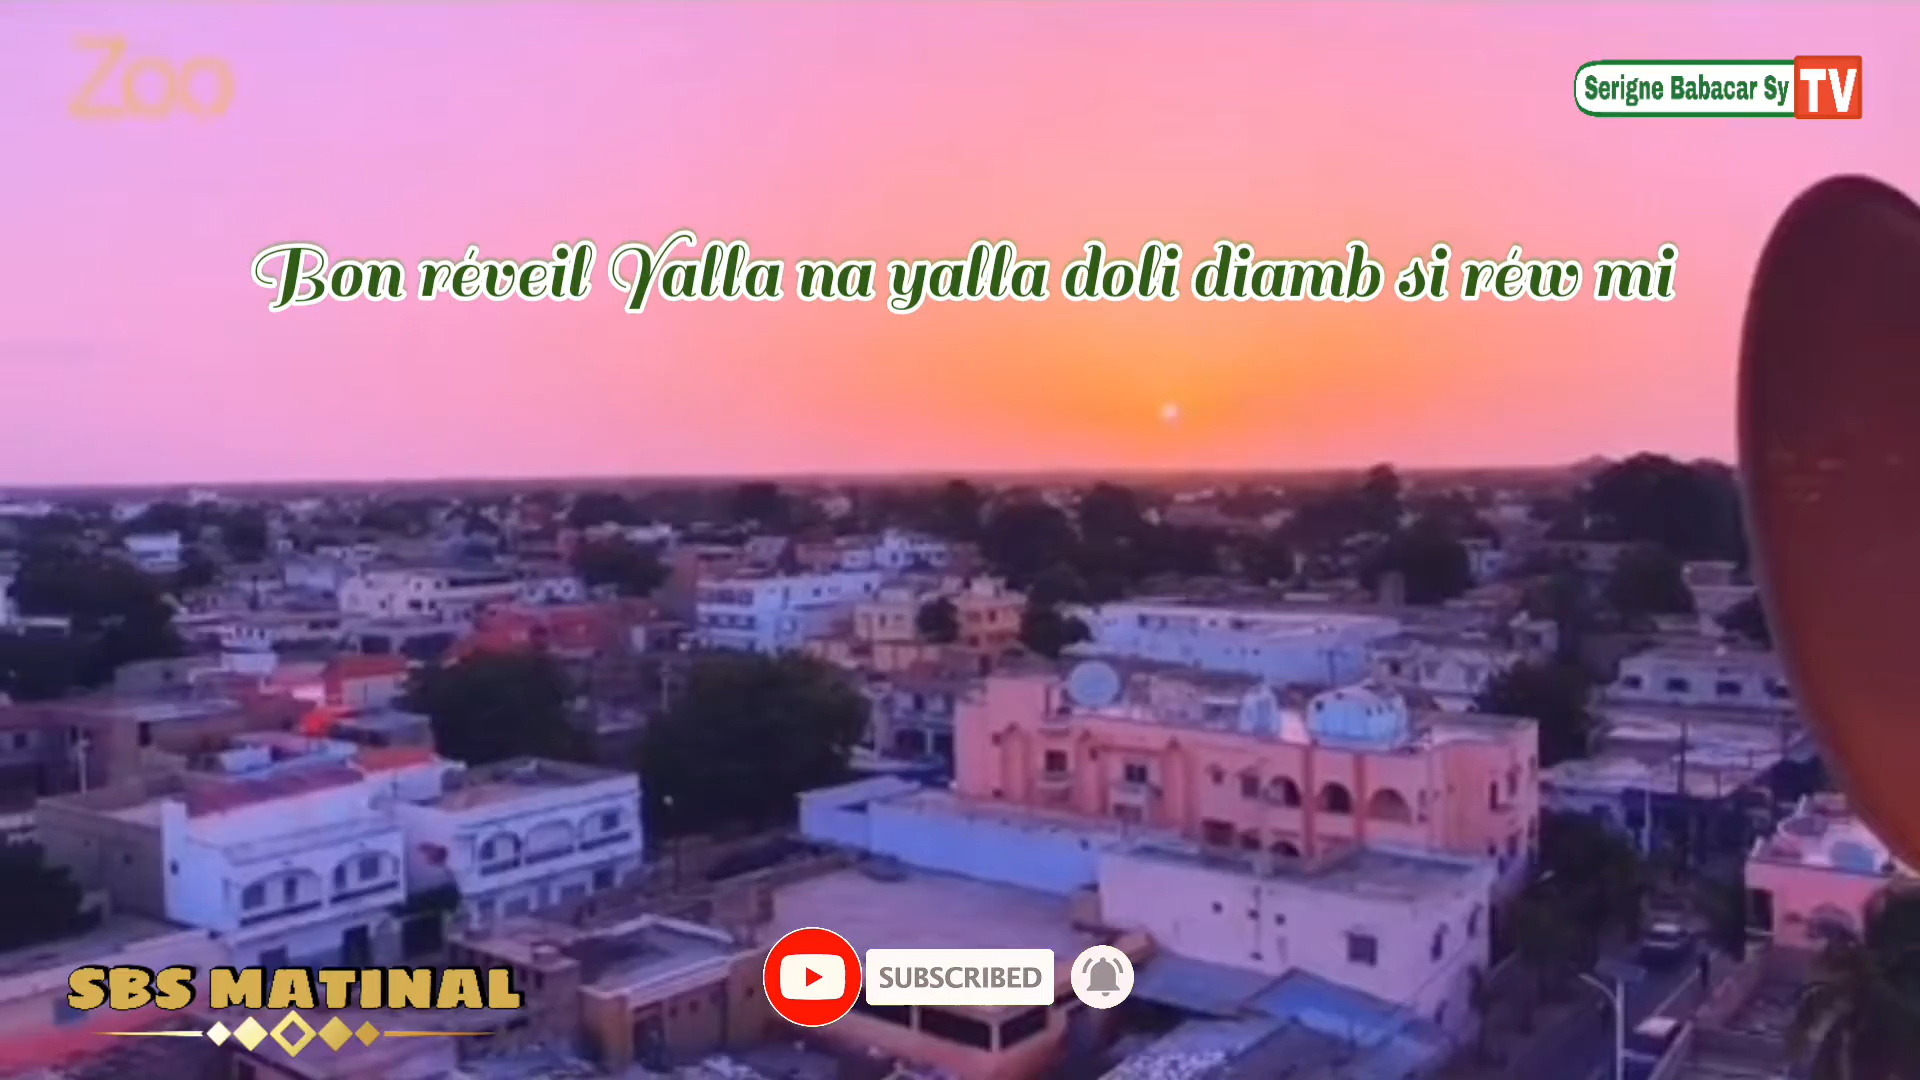 Zoo
Serigne Babacar Sy TV
Bon réveil Yalla na yalla doli diamb si réw mi
SBS MATINAL
SUBSCRIBED